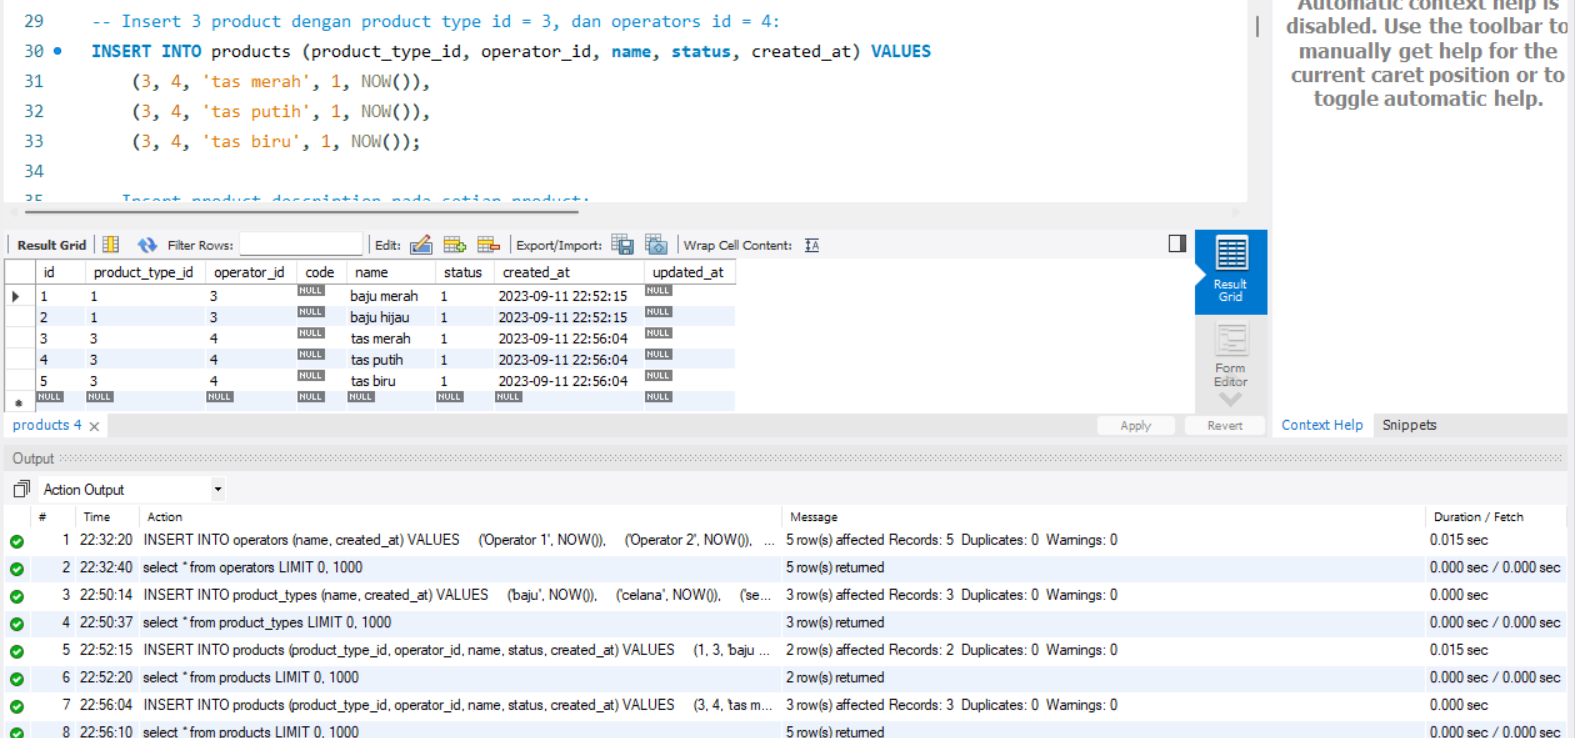 29 -- Insert 3 product dengan product type id = 3, dan operators id = 4:
30 INSERT INTO products (product_type_id, operator_id, name, status, created_at) VALUES
31 (3, 4, 'tas merah', 1, NOW()),
32 (3, 4, 'tas putih', 1, NOW()),
33 (3, 4, 'tas biru', 1, NOW());
34
35 Insert product description pada setiap product:
Automatic context help is
disabled. Use the toolbar to
manually get help for the
current caret position or to
toggle automatic help.
Result Grid Filter Rows: Edit: Export/Import: Wrap Cell Content:
id product_type_id operator_id code name status created_at updated_at
1 1 3 NULL baju merah 1 2023-09-11 22:52:15 NULL
2 1 3 NULL baju hijau 1 2023-09-11 22:52:15 NULL
3 3 4 NULL tas merah 1 2023-09-11 22:56:04 NULL
4 3 4 NULL tas putih 1 2023-09-11 22:56:04 NULL
5 3 4 NULL tas biru 1 2023-09-11 22:56:04 NULL
NULL NULL NULL NULL NULL NULL NULL NULL
Result
Grid
Form
Editor
products 4 Apply Revert Context Help Snippets
Output
Action Output
# Time Action Message Duration / Fetch
1 22:32:20 INSERT INTO operators (name, created_at) VALUES ('Operator 1', NOW()), ('Operator 2', NOW()), ... 5 row(s) affected Records: 5 Duplicates: 0 Warnings: 0 0.015 sec
2 22:32:40 select * from operators LIMIT 0, 1000 5 row(s) returned 0.000 sec / 0.000 sec
3 22:50:14 INSERT INTO product_types (name, created_at) VALUES ('baju', NOW()), ('celana', NOW()), ('se... 3 row(s) affected Records: 3 Duplicates: 0 Warnings: 0 0.000 sec
4 22:50:37 select * from product_types LIMIT 0, 1000 3 row(s) returned 0.000 sec / 0.000 sec
5 22:52:15 INSERT INTO products (product_type_id, operator_id, name, status, created_at) VALUES (1, 3, 'baju ... 2 row(s) affected Records: 2 Duplicates: 0 Warnings: 0 0.015 sec
6 22:52:20 select * from products LIMIT 0, 1000 2 row(s) returned 0.000 sec / 0.000 sec
7 22:56:04 INSERT INTO products (product_type_id, operator_id, name, status, created_at) VALUES (3, 4, 'tas m... 3 row(s) affected Records: 3 Duplicates: 0 Warnings: 0 0.000 sec
8 22:56:10 select * from products LIMIT 0, 1000 5 row(s) returned 0.000 sec / 0.000 sec